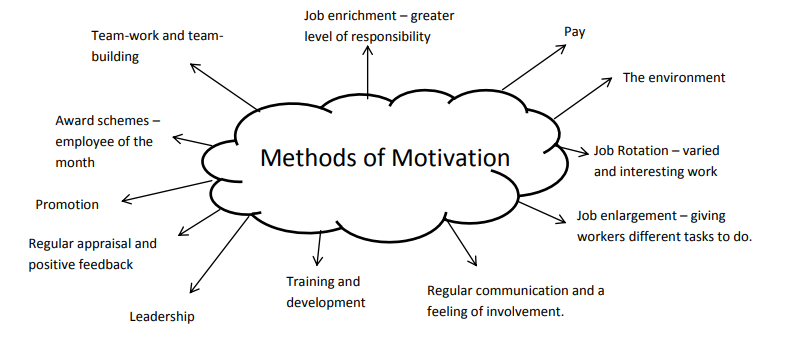 Job enrichment – greater
level of responsibility
Pay
Team-work and team-
building
The environment
Award schemes –
employee of the
month
Methods of Motivation
Job Rotation – varied
and interesting work
Promotion
Job enlargement – giving
workers different tasks to do.
Regular appraisal and
positive feedback
Training and
development
Regular communication and a
feeling of involvement.
Leadership